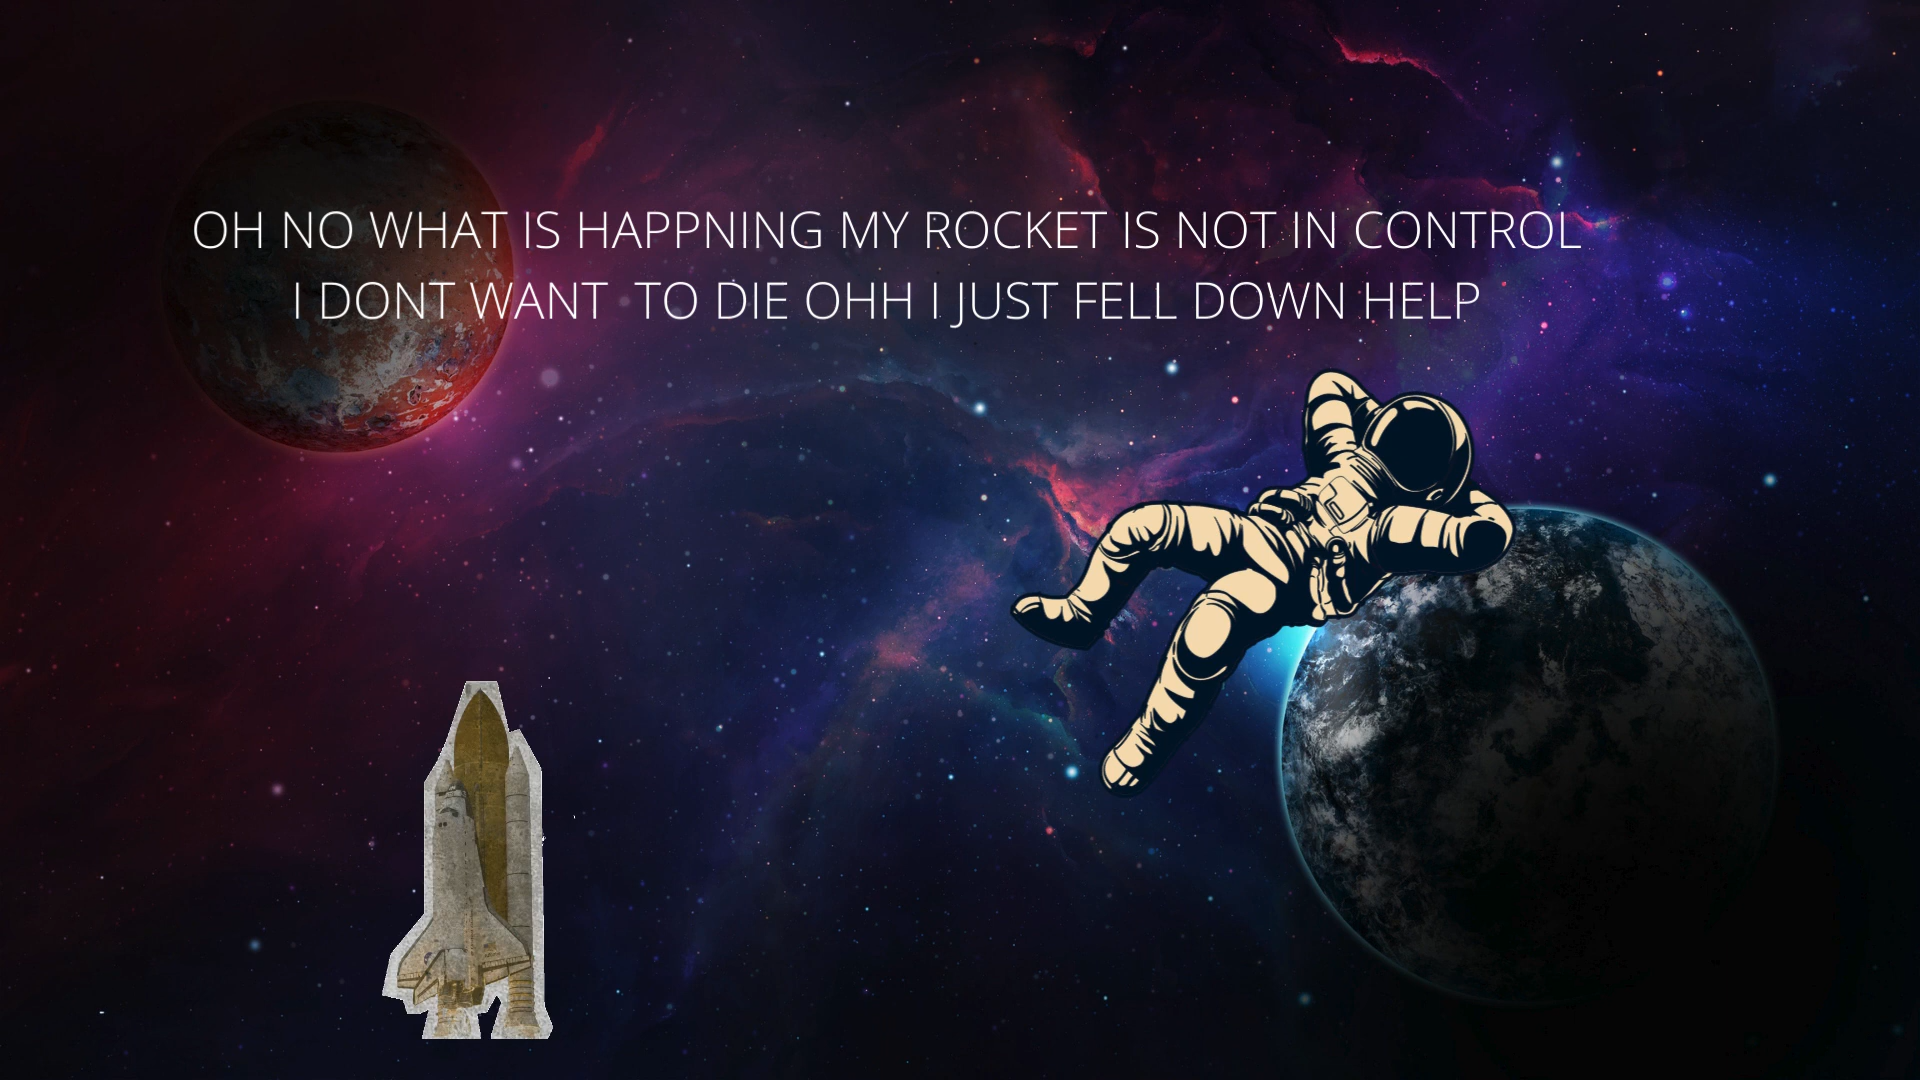 OH NO WHAT IS HAPPNING MY ROCKET IS NOT IN CONTROL
I DONT WANT  TO DIE OHH I JUST FELL DOWN HELP